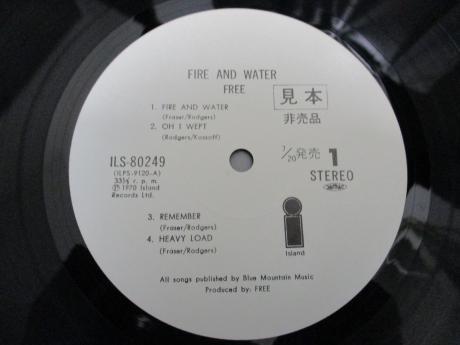 FIRE AND WATER
FREE
見本
非売品
1. FIRE AND WATER
(Fraser/Rodgers)
2. OH I WEPT
(Rodgers/Kossoff)
ILS-80249
(ILPS-9120-A)
33⅓ r. p. m.
Ⓟ 1970 Island
Records Ltd.
1/20発売 1
STEREO
3. REMEMBER
(Fraser/Rodgers)
4. HEAVY LOAD
(Fraser/Rodgers)
Island
All songs published by Blue Mountain Music
Produced by: FREE